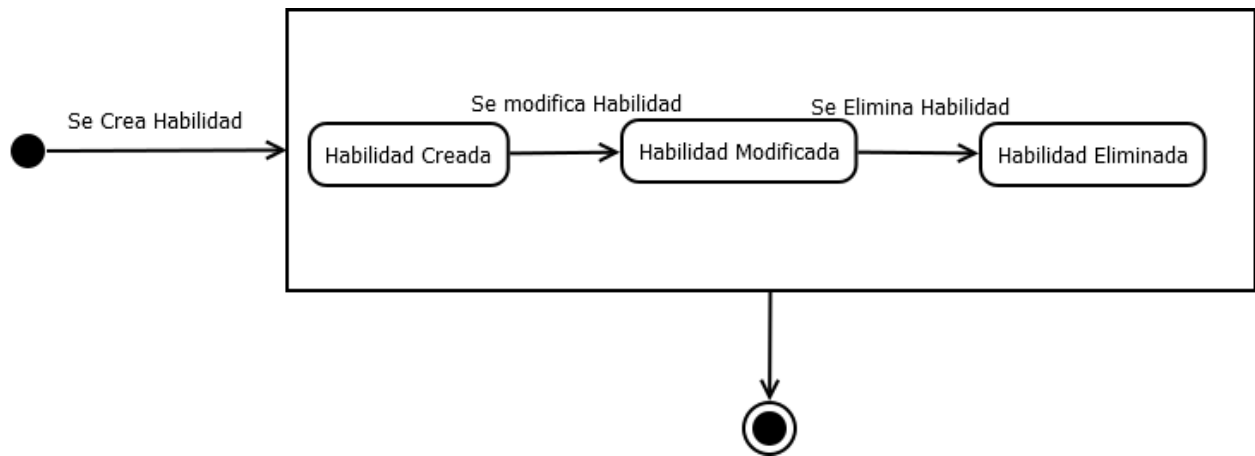 Se Crea Habilidad
Se modifica Habilidad
Se Elimina Habilidad
Habilidad Creada
Habilidad Modificada
Habilidad Eliminada